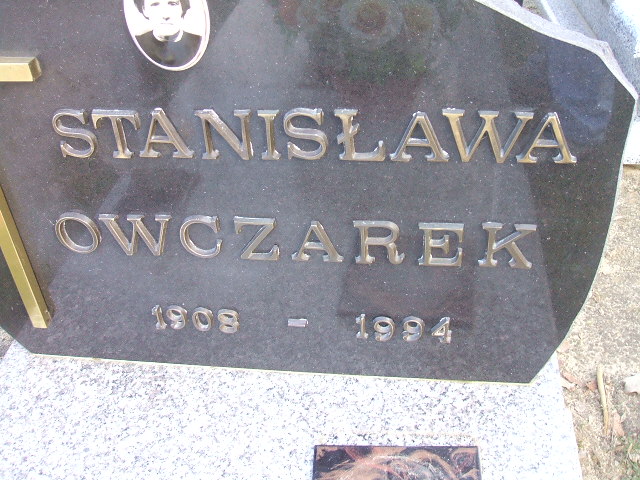 STANISŁAWA
OWCZAREK
1908 - 1994